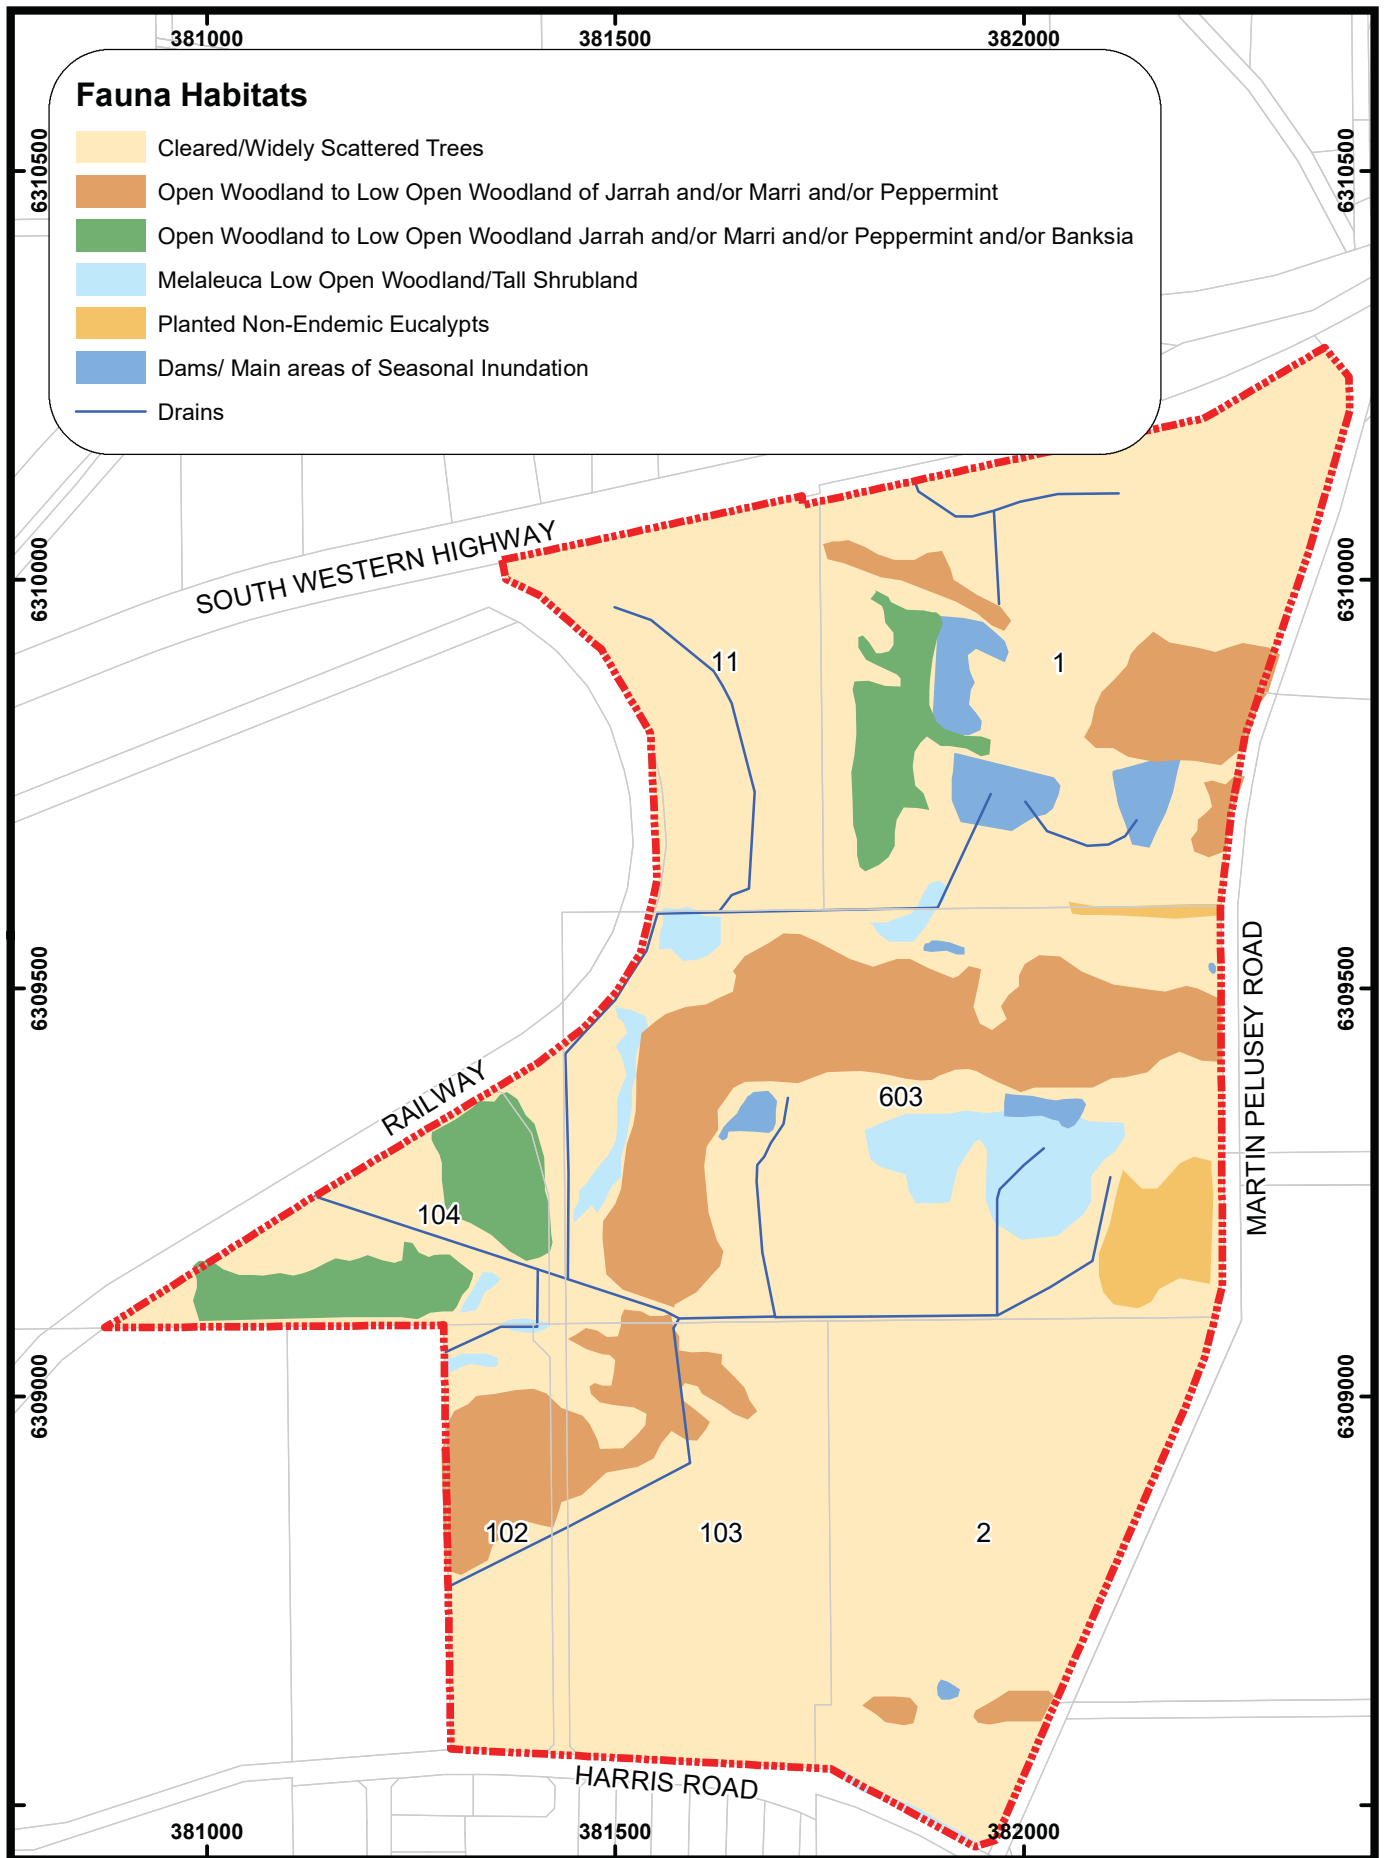 381000
381500
382000
Fauna Habitats
Cleared/Widely Scattered Trees
Open Woodland to Low Open Woodland of Jarrah and/or Marri and/or Peppermint
Open Woodland to Low Open Woodland Jarrah and/or Marri and/or Peppermint and/or Banksia
Melaleuca Low Open Woodland/Tall Shrubland
Planted Non-Endemic Eucalypts
Dams/ Main areas of Seasonal Inundation
Drains
6310500
6310500
SOUTH WESTERN HIGHWAY
6310000
6310000
11
1
6309500
6309500
MARTIN PELUSEY ROAD
RAILWAY
603
104
6309000
6309000
102
103
2
HARRIS ROAD
381000
381500
382000